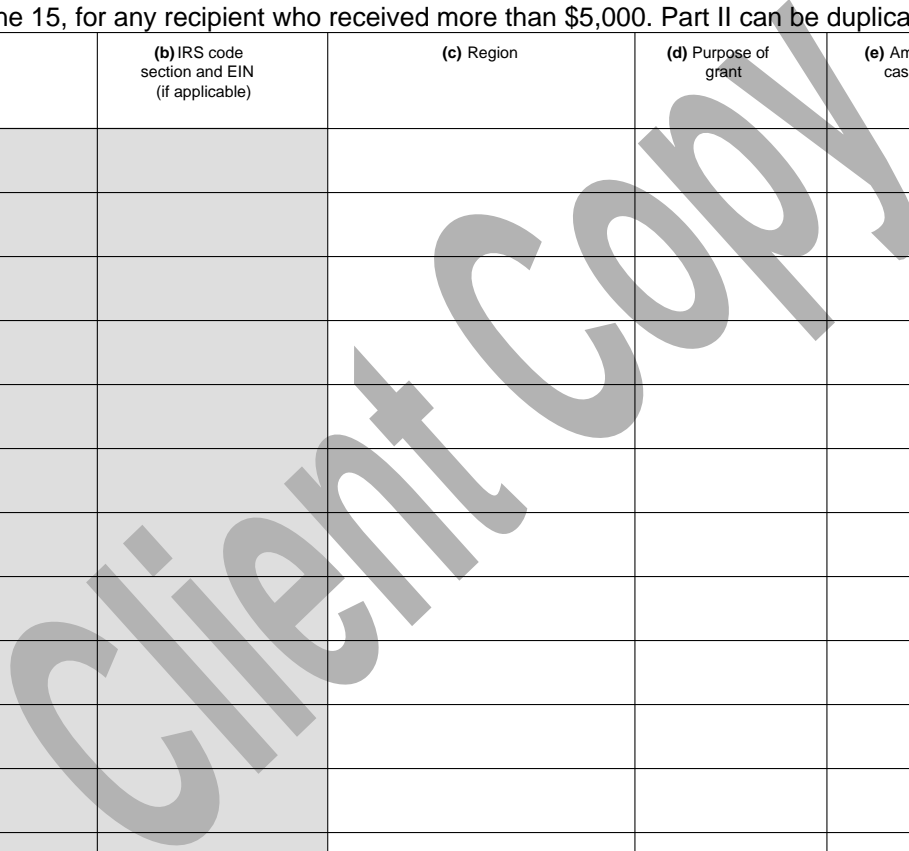 ne 15, for any recipient who received more than $5,000. Part II can be duplica
(b) IRS code
section and EIN
(if applicable)
(c) Region
(d) Purpose of
grant
(e) Am
cas
Client Copy